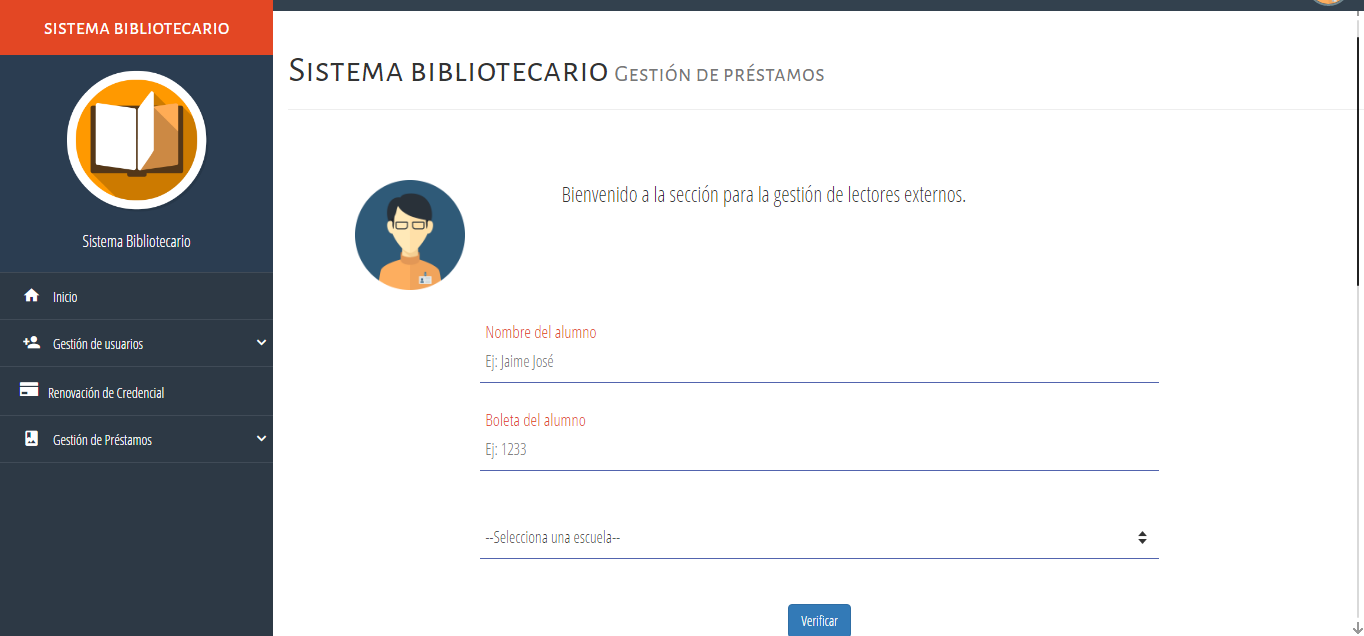 SISTEMA BIBLIOTECARIO
Sistema Bibliotecario
Inicio
Gestión de usuarios
Renovación de Credencial
Gestión de Préstamos
SISTEMA BIBLIOTECARIO GESTIÓN DE PRÉSTAMOS
Bienvenido a la sección para la gestión de lectores externos.
Nombre del alumno
Ej: Jaime José
Boleta del alumno
Ej: 1233
--Selecciona una escuela--
Verificar